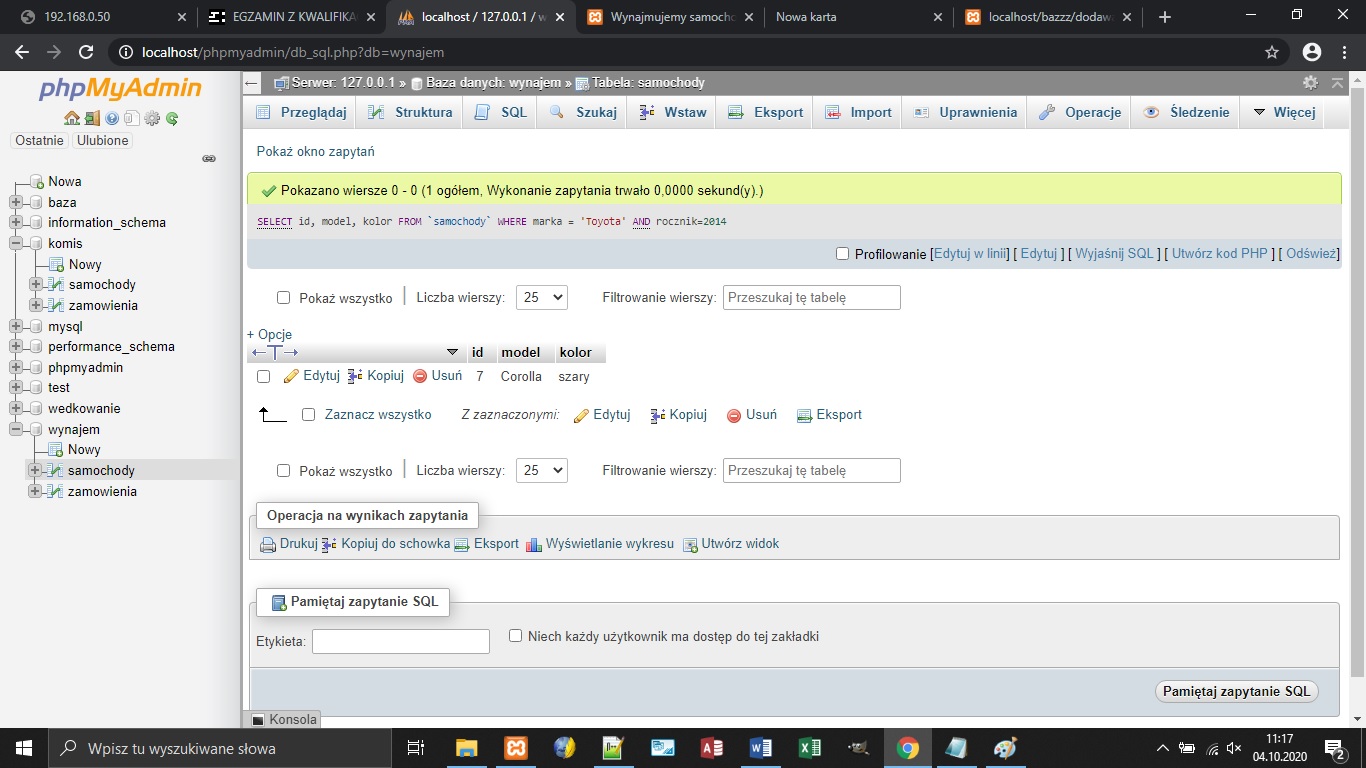 192.168.0.50
EGZAMIN Z KWALIFIKA
localhost / 127.0.0.1 / w
Wynajmujemy samocho
Nowa karta
localhost/bazzz/dodawa
localhost/phpmyadmin/db_sql.php?db=wynajem
phpMyAdmin
Ostatnie Ulubione
Nowa
baza
information_schema
komis
Nowy
samochody
zamowienia
mysql
performance_schema
phpmyadmin
test
wedkowanie
wynajem
Nowy
samochody
zamowienia
Serwer: 127.0.0.1 » Baza danych: wynajem » Tabela: samochody
Przeglądaj Struktura SQL Szukaj Wstaw Eksport Import Uprawnienia Operacje Śledzenie Więcej
Pokaż okno zapytań
Pokazano wiersze 0 - 0 (1 ogółem, Wykonanie zapytania trwało 0,0000 sekund(y).)
SELECT id, model, kolor FROM `samochody` WHERE marka = 'Toyota' AND rocznik=2014
Profilowanie [Edytuj w linii] [ Edytuj ] [ Wyjaśnij SQL ] [ Utwórz kod PHP ] [ Odśwież]
Pokaż wszystko Liczba wierszy: 25 Filtrowanie wierszy: Przeszukaj tę tabelę
+ Opcje
←T→ id model kolor
Edytuj Kopiuj Usuń 7 Corolla szary
Zaznacz wszystko Z zaznaczonymi: Edytuj Kopiuj Usuń Eksport
Pokaż wszystko Liczba wierszy: 25 Filtrowanie wierszy: Przeszukaj tę tabelę
Operacja na wynikach zapytania
Drukuj Kopiuj do schowka Eksport Wyświetlanie wykresu Utwórz widok
Pamiętaj zapytanie SQL
Etykieta: Niech każdy użytkownik ma dostęp do tej zakładki
Pamiętaj zapytanie SQL
Konsola
Wpisz tu wyszukiwane słowa
11:17
04.10.2020
2